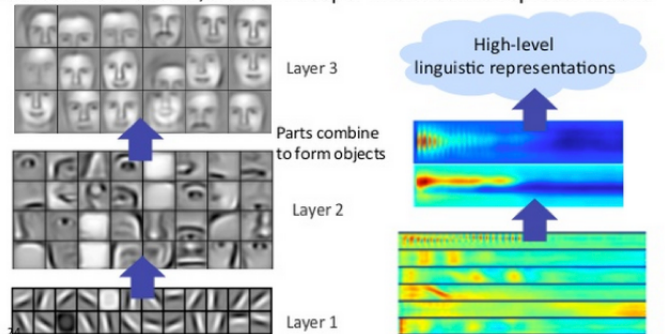 Layer 3
Parts combine
to form objects
Layer 2
Layer 1
High-level
linguistic representations